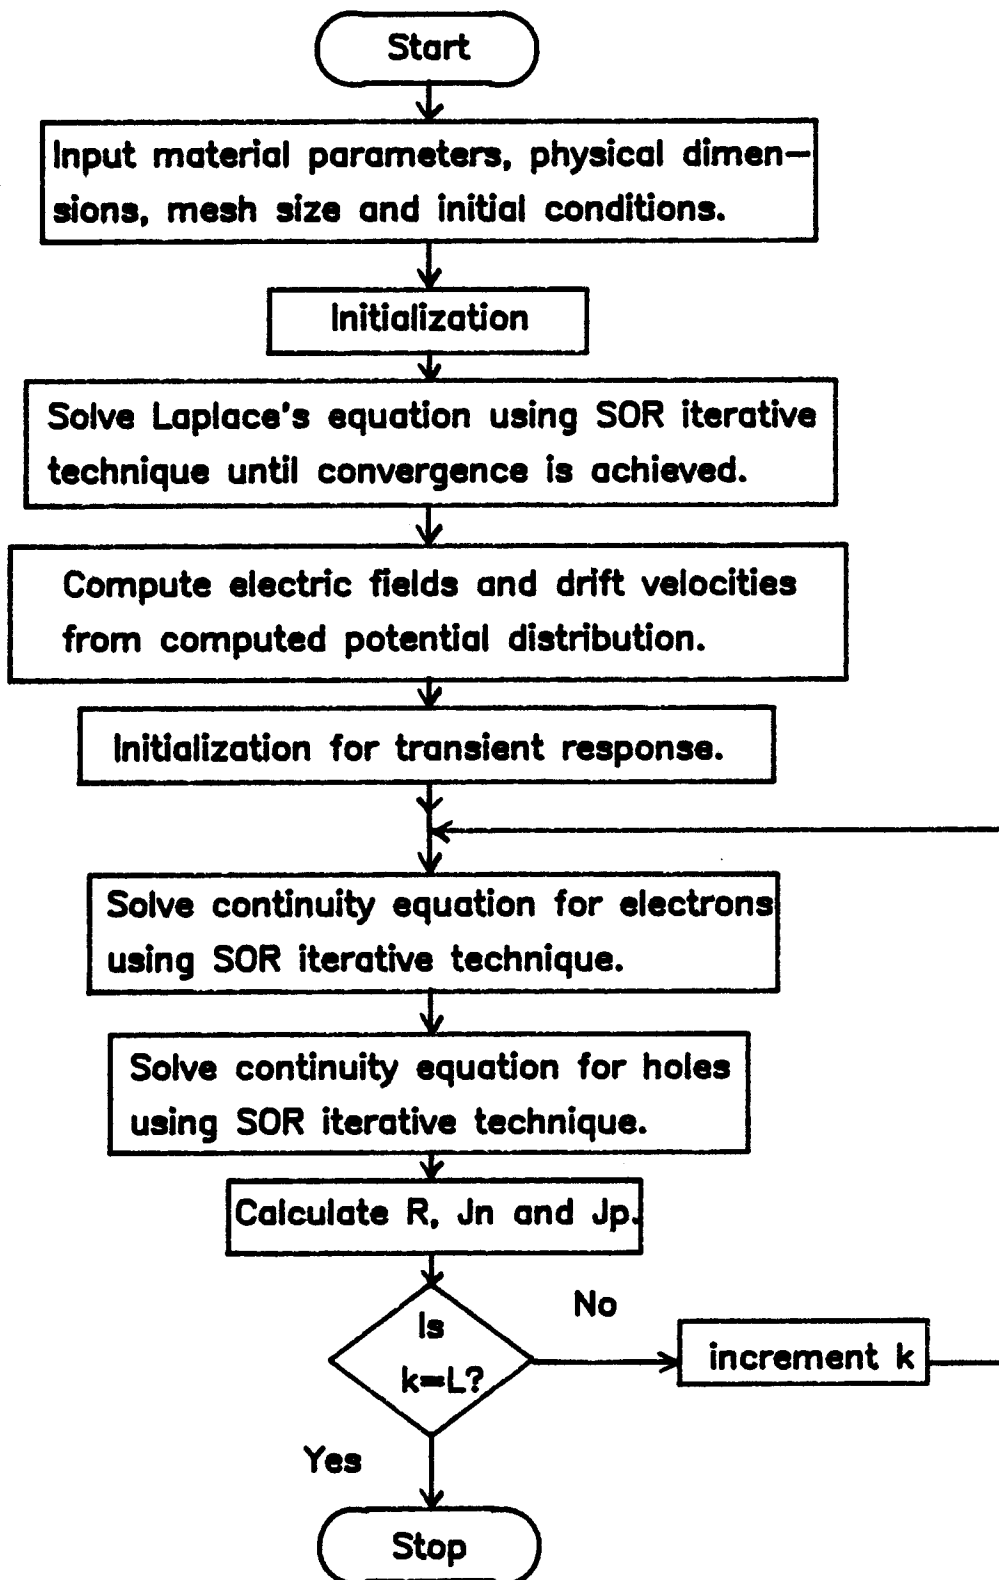 Start
Input material parameters, physical dimen-
sions, mesh size and initial conditions.
Initialization
Solve Laplace's equation using SOR iterative
technique until convergence is achieved.
Compute electric fields and drift velocities
from computed potential distribution.
Initialization for transient response.
Solve continuity equation for electrons
using SOR iterative technique.
Solve continuity equation for holes
using SOR iterative technique.
Calculate R, Jn and Jp.
Is
k=L?
No
increment k
Yes
Stop